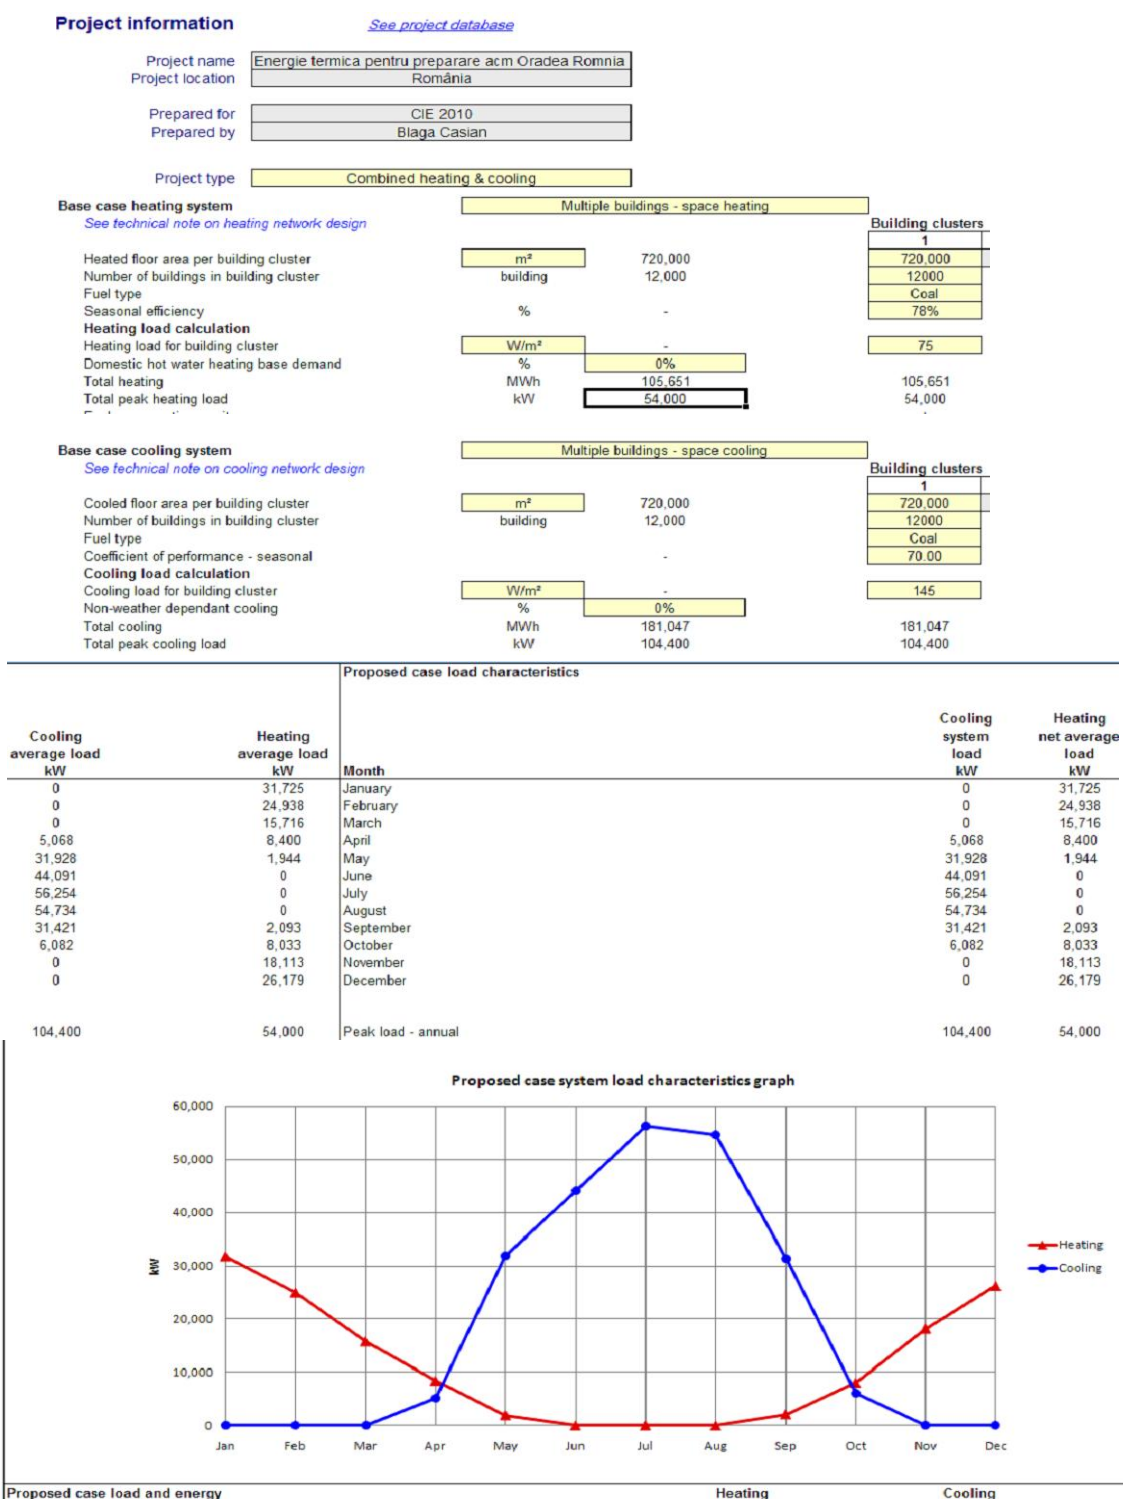 Project information See project database
Project name Energie termica pentru preparare acm Oradea Romnia
Project location România
Prepared for CIE 2010
Prepared by Blaga Casian
Project type Combined heating & cooling
Base case heating system Multiple buildings - space heating
See technical note on heating network design Building clusters
1
Heated floor area per building cluster m² 720,000 720,000
Number of buildings in building cluster building 12,000 12000
Fuel type Coal
Seasonal efficiency % - 78%
Heating load calculation
Heating load for building cluster W/m² - 75
Domestic hot water heating base demand % 0%
Total heating MWh 105,651 105,651
Total peak heating load kW 54,000 54,000
Base case cooling system Multiple buildings - space cooling
See technical note on cooling network design Building clusters
1
Cooled floor area per building cluster m² 720,000 720,000
Number of buildings in building cluster building 12,000 12000
Fuel type Coal
Coefficient of performance - seasonal - 70.00
Cooling load calculation
Cooling load for building cluster W/m² - 145
Non-weather dependant cooling % 0%
Total cooling MWh 181,047 181,047
Total peak cooling load kW 104,400 104,400
Proposed case load characteristics
Cooling Heating
Cooling Heating system net average
average load average load load load
kW kW Month kW kW
0 31,725 January 0 31,725
0 24,938 February 0 24,938
0 15,716 March 0 15,716
5,068 8,400 April 5,068 8,400
31,928 1,944 May 31,928 1,944
44,091 0 June 44,091 0
56,254 0 July 56,254 0
54,734 0 August 54,734 0
31,421 2,093 September 31,421 2,093
6,082 8,033 October 6,082 8,033
0 18,113 November 0 18,113
0 26,179 December 0 26,179
104,400 54,000 Peak load - annual 104,400 54,000
Proposed case system load characteristics graph
60,000
50,000
40,000
30,000
20,000
10,000
0
kW
Jan Feb Mar Apr May Jun Jul Aug Sep Oct Nov Dec
Heating
Cooling
Proposed case load and energy Heating Cooling